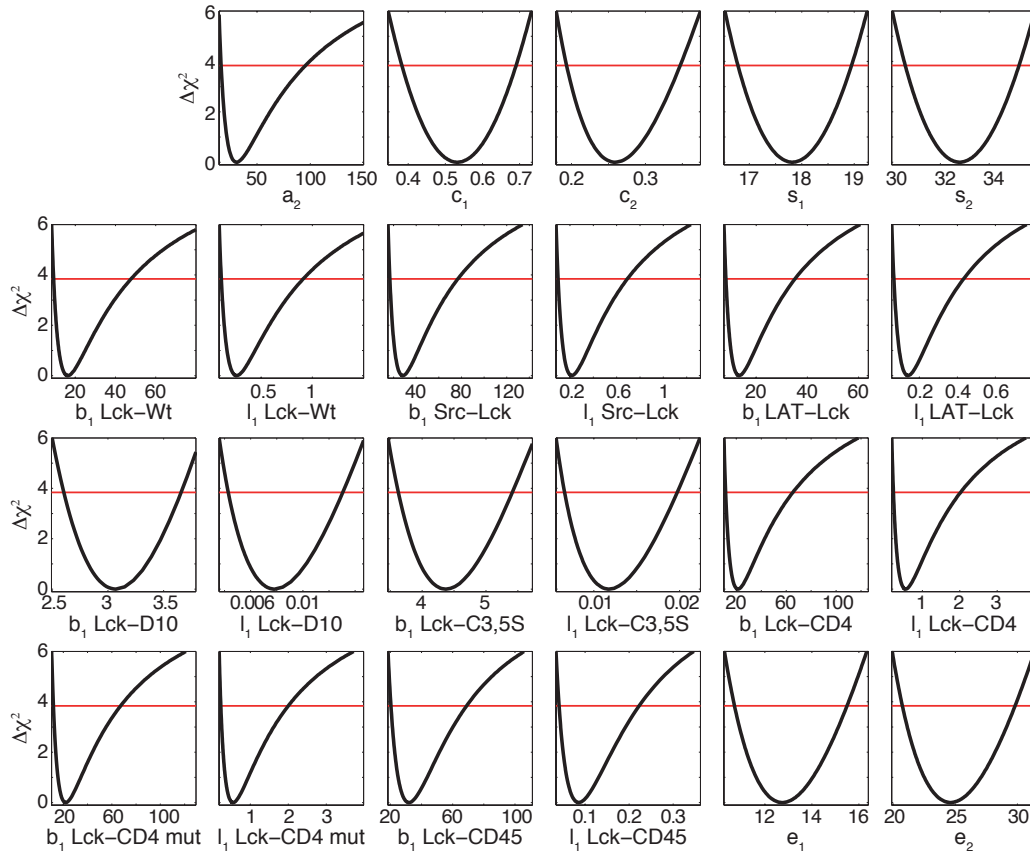 6
4
2
0
Δχ²
50 100 150
a₂
0.4 0.5 0.6 0.7
c₁
0.2 0.3
c₂
17 18 19
s₁
30 32 34
s₂
6
4
2
0
Δχ²
20 40 60
b₁ Lck–Wt
0.5 1
l₁ Lck–Wt
40 80 120
b₁ Src–Lck
0.2 0.6 1
l₁ Src–Lck
20 40 60
b₁ LAT–Lck
0.2 0.4 0.6
l₁ LAT–Lck
6
4
2
0
Δχ²
2.5 3 3.5
b₁ Lck–D10
0.006 0.01
l₁ Lck–D10
4 5
b₁ Lck–C3,5S
0.01 0.02
l₁ Lck–C3,5S
20 60 100
b₁ Lck–CD4
1 2 3
l₁ Lck–CD4
6
4
2
0
Δχ²
20 60 100
b₁ Lck–CD4 mut
1 2 3
l₁ Lck–CD4 mut
20 40 60 80 100
b₁ Lck–CD45
0.1 0.2 0.3
l₁ Lck–CD45
12 14 16
e₁
20 25 30
e₂